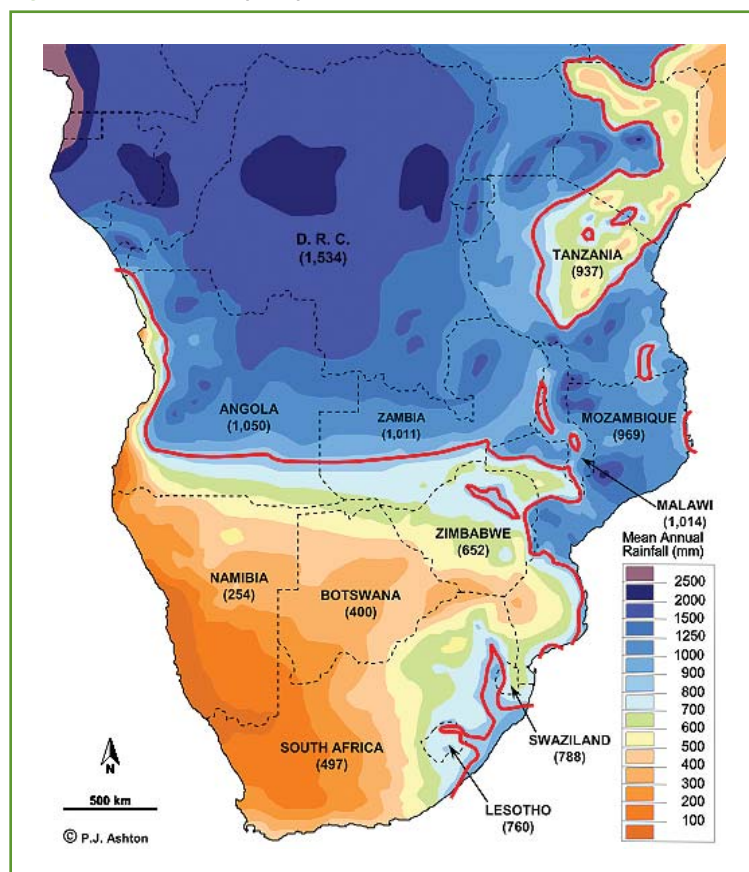 D. R. C.
(1,534)
TANZANIA
(937)
ANGOLA
(1,050)
ZAMBIA
(1,011)
MOZAMBIQUE
(969)
MALAWI
(1,014)
ZIMBABWE
(652)
NAMIBIA
(254)
BOTSWANA
(400)
SOUTH AFRICA
(497)
SWAZILAND
(788)
LESOTHO
(760)
Mean Annual
Rainfall (mm)
2500
2000
1500
1250
1000
900
800
700
600
500
400
300
200
100
N
500 km
© P.J. Ashton